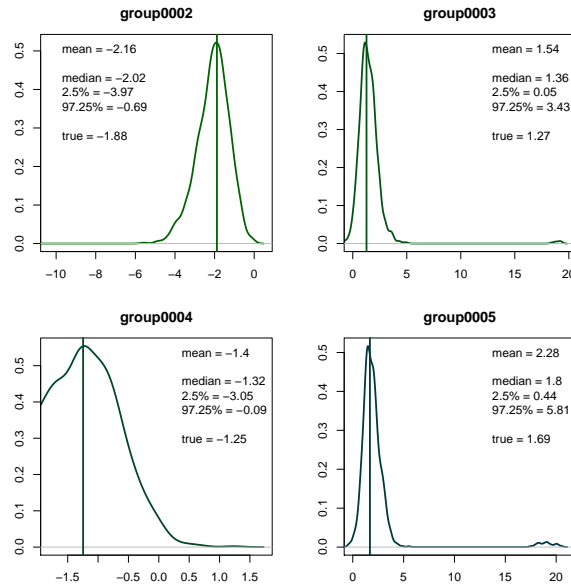 group0002
mean = −2.16
median = −2.02
2.5% = −3.97
97.25% = −0.69
true = −1.88
0.0 0.1 0.2 0.3 0.4 0.5
−10 −8 −6 −4 −2 0
group0003
mean = 1.54
median = 1.36
2.5% = 0.05
97.25% = 3.43
true = 1.27
0.0 0.1 0.2 0.3 0.4 0.5
0 5 10 15 20
group0004
mean = −1.4
median = −1.32
2.5% = −3.05
97.25% = −0.09
true = −1.25
0.0 0.1 0.2 0.3 0.4 0.5
−1.5 −0.5 0.0 0.5 1.0 1.5
group0005
mean = 2.28
median = 1.8
2.5% = 0.44
97.25% = 5.81
true = 1.69
0.0 0.1 0.2 0.3 0.4 0.5
0 5 10 15 20